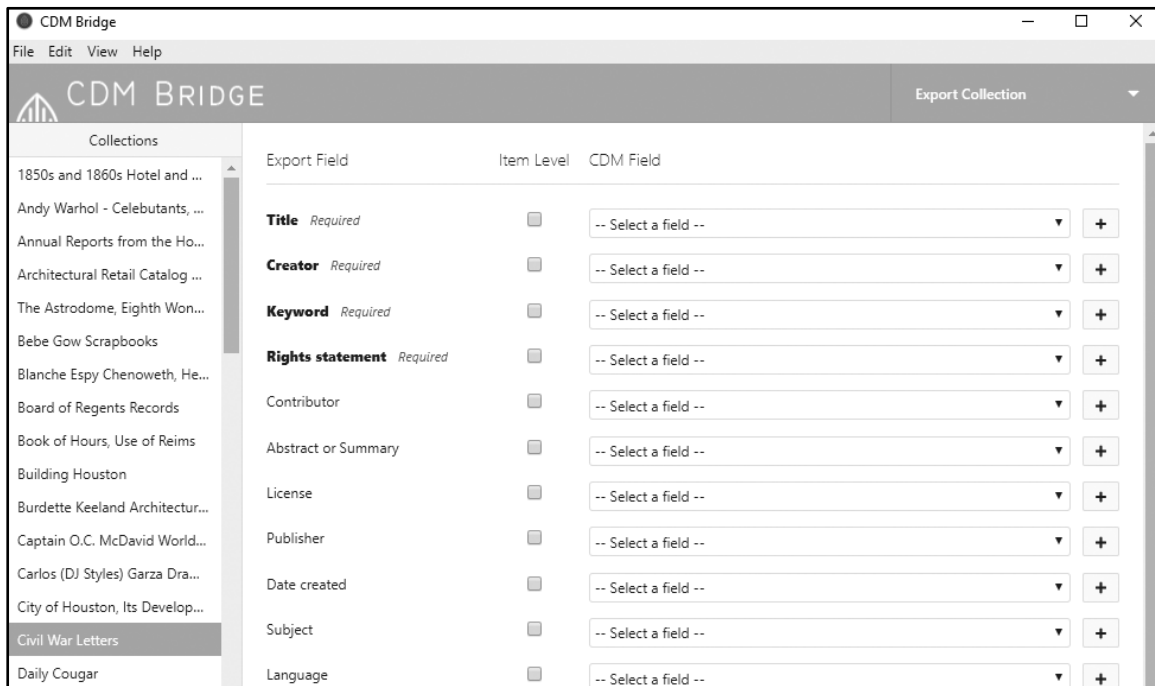 CDM Bridge
File Edit View Help
CDM BRIDGE
Export Collection
Collections
1850s and 1860s Hotel and ...
Andy Warhol - Celebutants, ...
Annual Reports from the Ho...
Architectural Retail Catalog ...
The Astrodome, Eighth Won...
Bebe Gow Scrapbooks
Blanche Espy Chenoweth, He...
Board of Regents Records
Book of Hours, Use of Reims
Building Houston
Burdette Keeland Architectur...
Captain O.C. McDavid World...
Carlos (DJ Styles) Garza Dra...
City of Houston, Its Develop...
Civil War Letters
Daily Cougar
Export Field Item Level CDM Field
Title Required -- Select a field -- +
Creator Required -- Select a field -- +
Keyword Required -- Select a field -- +
Rights statement Required -- Select a field -- +
Contributor -- Select a field -- +
Abstract or Summary -- Select a field -- +
License -- Select a field -- +
Publisher -- Select a field -- +
Date created -- Select a field -- +
Subject -- Select a field -- +
Language -- Select a field -- +